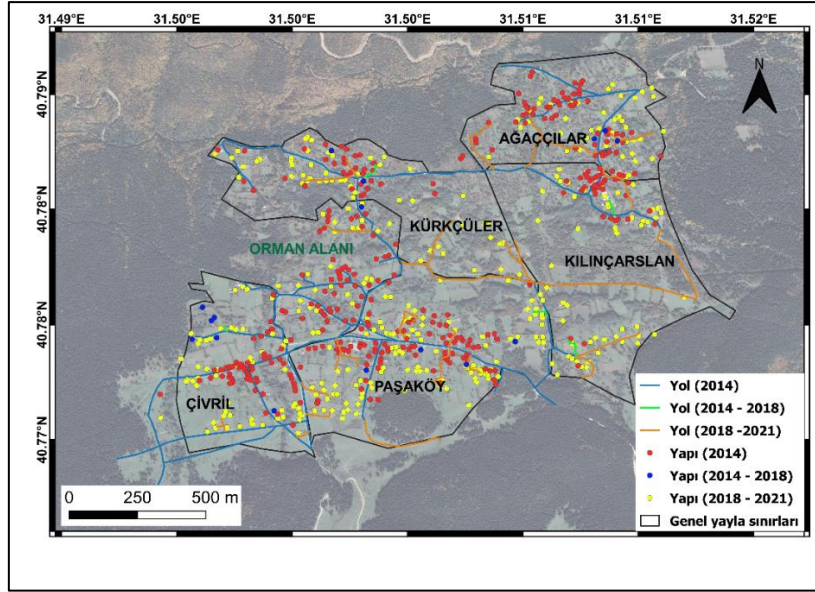 31.49°E 31.50°E 31.50°E 31.50°E 31.51°E 31.51°E 31.52°E
40.79°N
40.78°N
40.78°N
40.77°N
N
AĞAÇÇILAR
KÜRKÇÜLER
ORMAN ALANI
KILINÇARSLAN
PAŞAKÖY
ÇİVRİL
0 250 500 m
Yol (2014)
Yol (2014 - 2018)
Yol (2018 -2021)
Yapı (2014)
Yapı (2014 - 2018)
Yapı (2018 - 2021)
Genel yayla sınırları